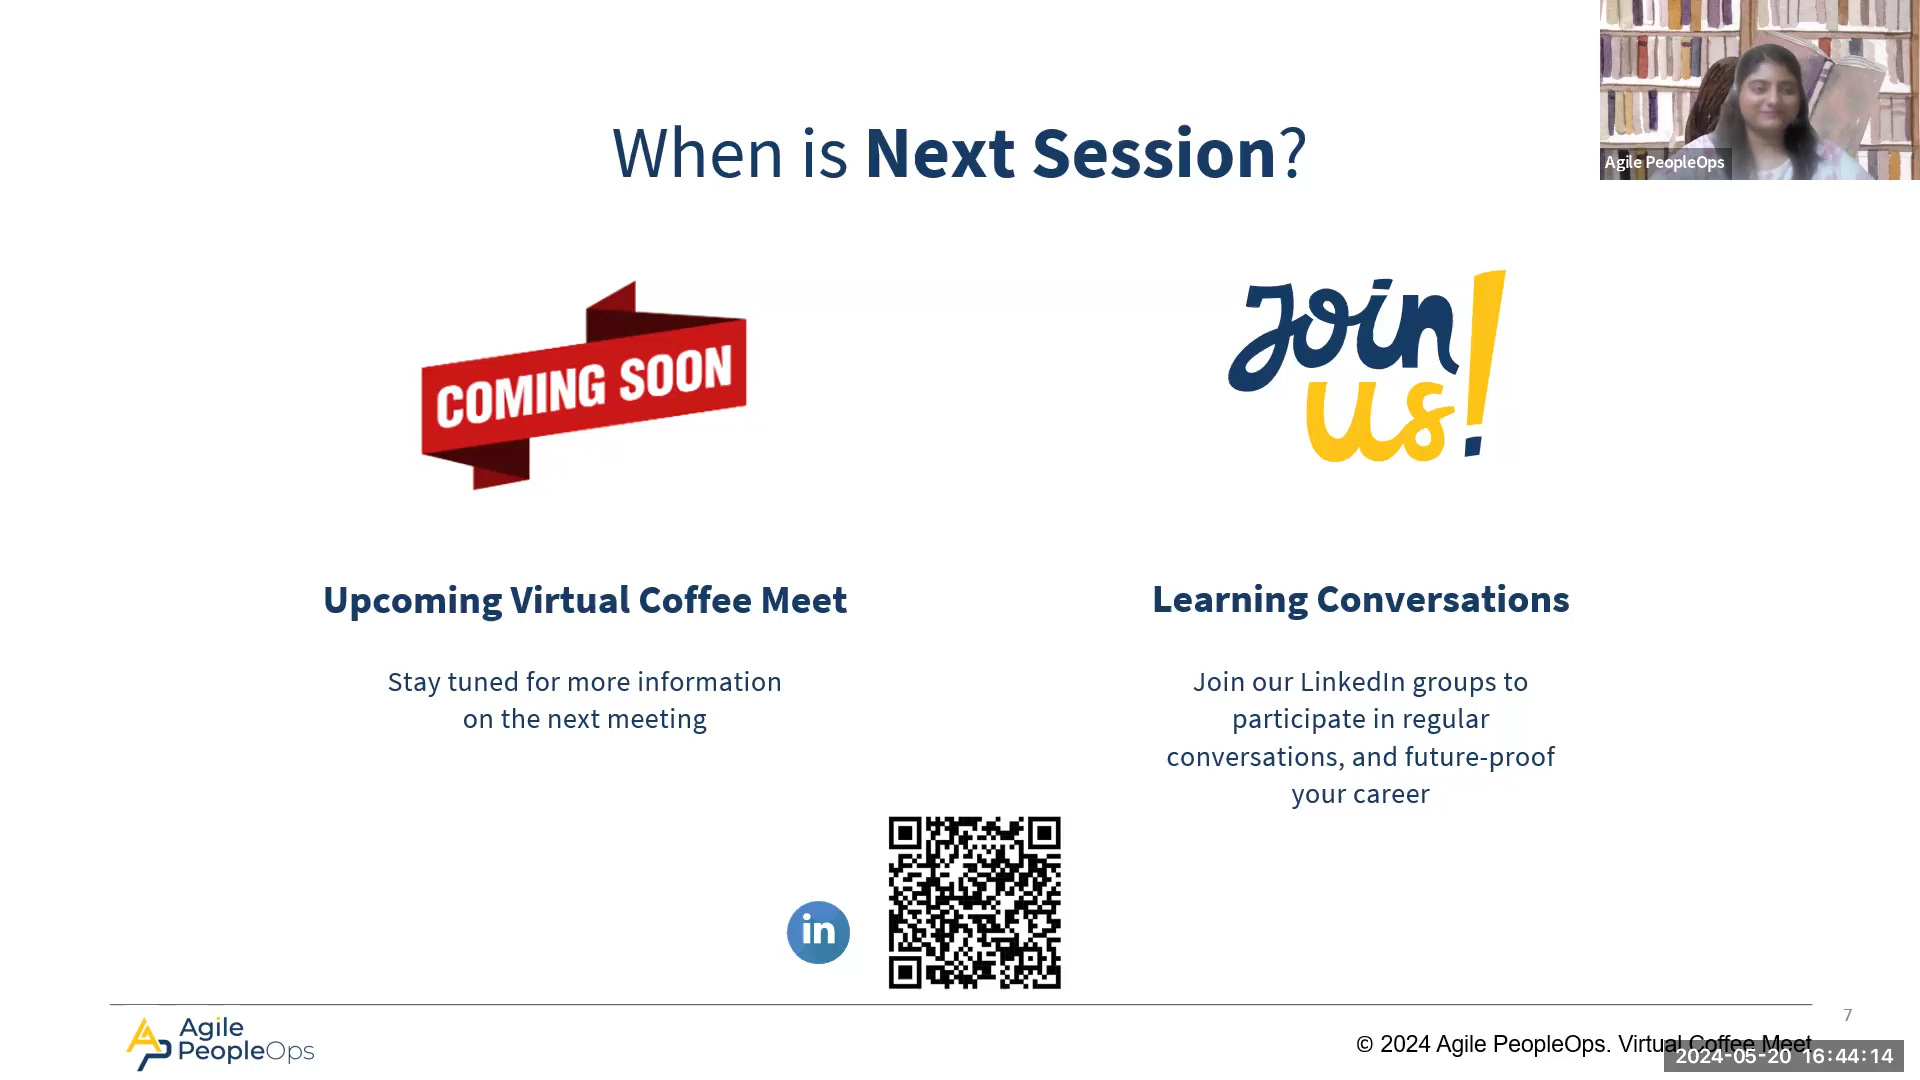 When is Next Session?
Agile PeopleOps
COMING SOON
Join
us!
Upcoming Virtual Coffee Meet
Stay tuned for more information
on the next meeting
Learning Conversations
Join our LinkedIn groups to
participate in regular
conversations, and future-proof
your career
in
Agile
PeopleOps
7
© 2024 Agile PeopleOps. Virtual Coffee Meet
2024-05-20 16:44:14